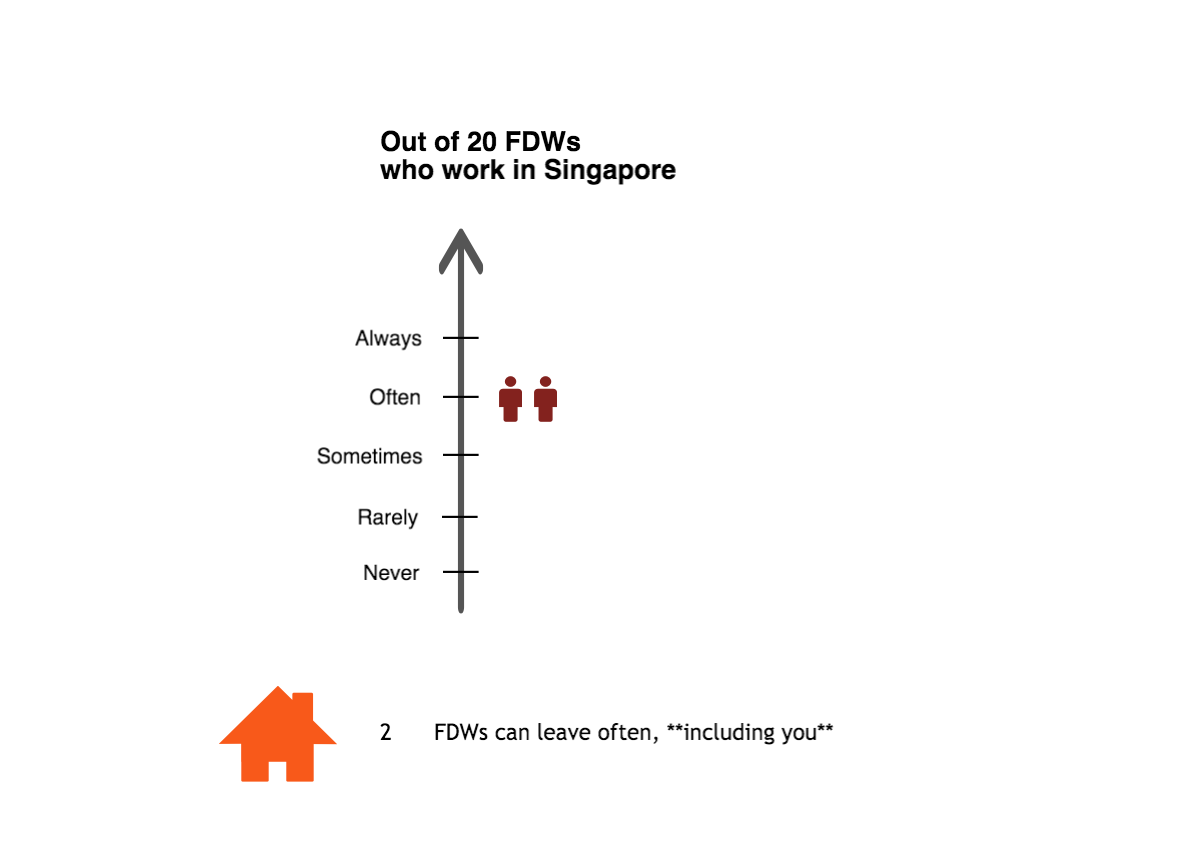 Out of 20 FDWs
who work in Singapore
Always
Often
Sometimes
Rarely
Never
2 FDWs can leave often, **including you**